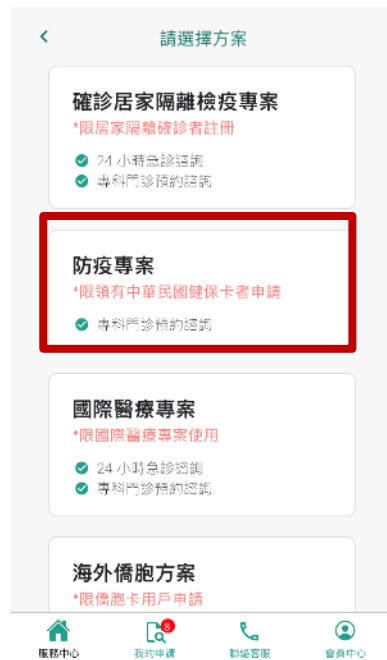 請選擇方案
確診居家隔離檢疫專案
*限居家隔離確診者註冊
24 小時急診諮詢
專科門診預約諮詢
防疫專案
*限領有中華民國健保卡者申請
專科門診預約諮詢
國際醫療專案
*限國際醫療專案使用
24 小時急診諮詢
專科門診預約諮詢
海外僑胞方案
*限僑胞卡用戶申請
8
服務中心
我的申請
聯絡客服
會員中心